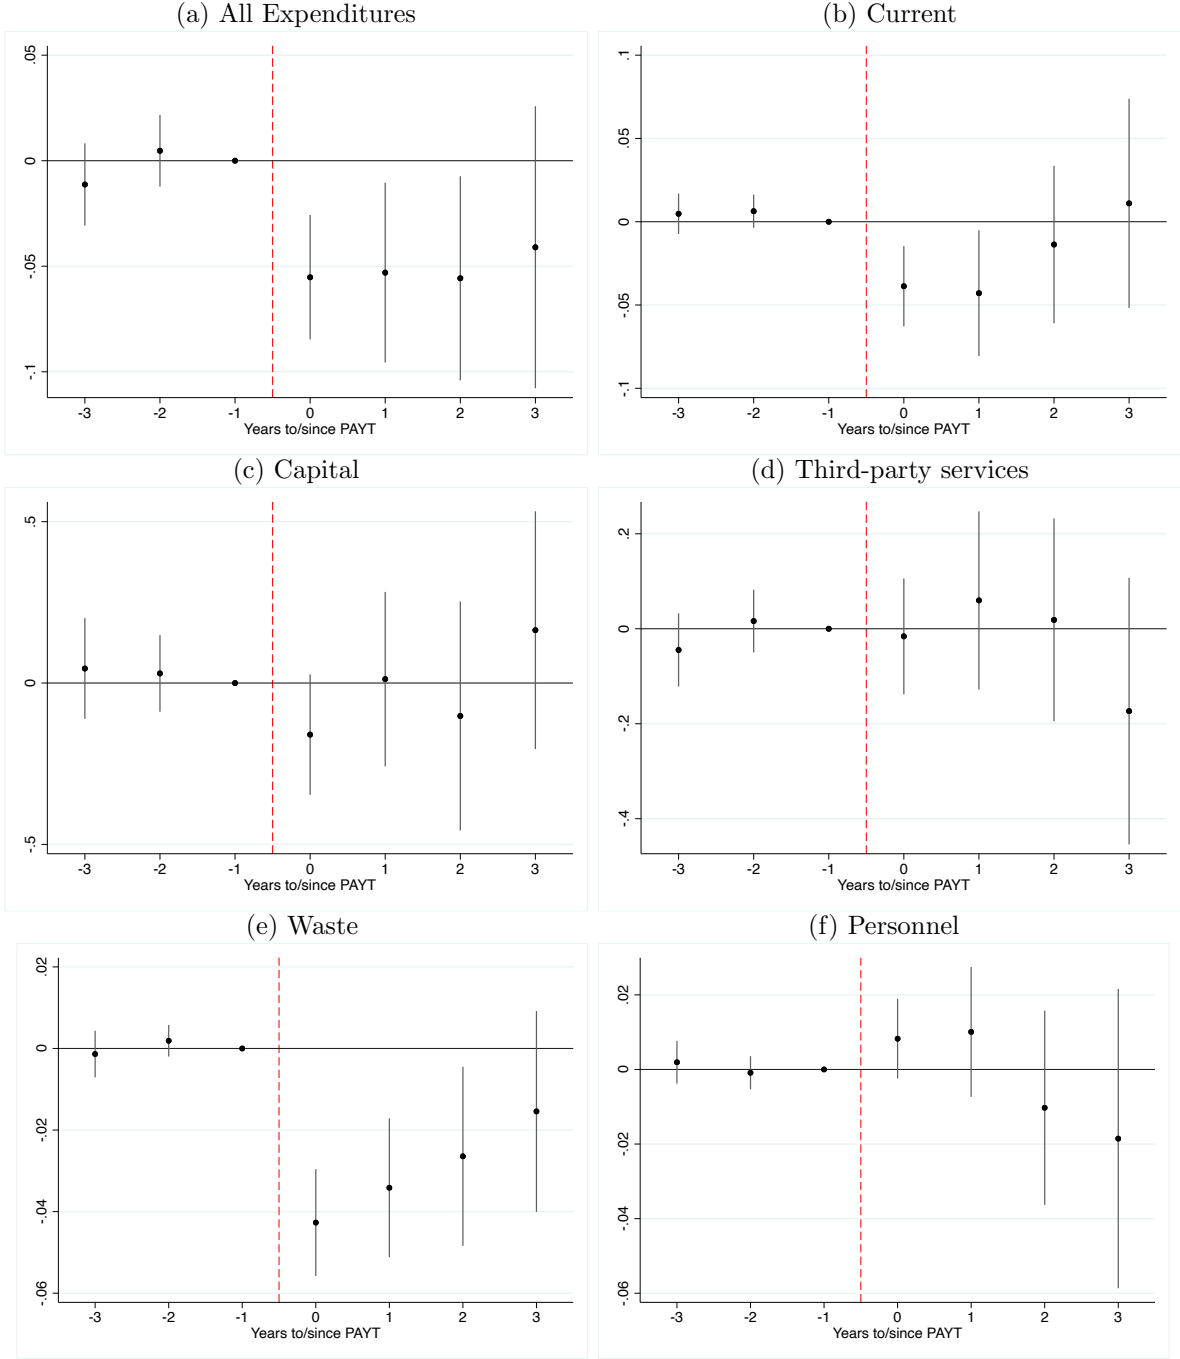 (a) All Expenditures
.05
0
-.05
-.1
-3 -2 -1 0 1 2 3
Years to/since PAYT
(b) Current
.1
.05
0
-.05
-.1
-3 -2 -1 0 1 2 3
Years to/since PAYT
(c) Capital
.5
0
-.5
-3 -2 -1 0 1 2 3
Years to/since PAYT
(d) Third-party services
.2
0
-.2
-.4
-3 -2 -1 0 1 2 3
Years to/since PAYT
(e) Waste
.02
0
-.02
-.04
-.06
-3 -2 -1 0 1 2 3
Years to/since PAYT
(f) Personnel
.02
0
-.02
-.04
-.06
-3 -2 -1 0 1 2 3
Years to/since PAYT